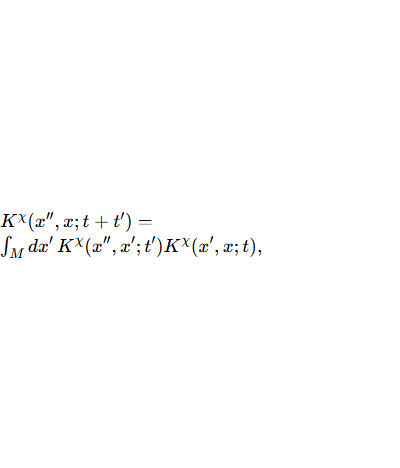 K^χ(x″, x; t + t′) =
∫_M dx′ K^χ(x″, x′; t′)K^χ(x′, x; t),